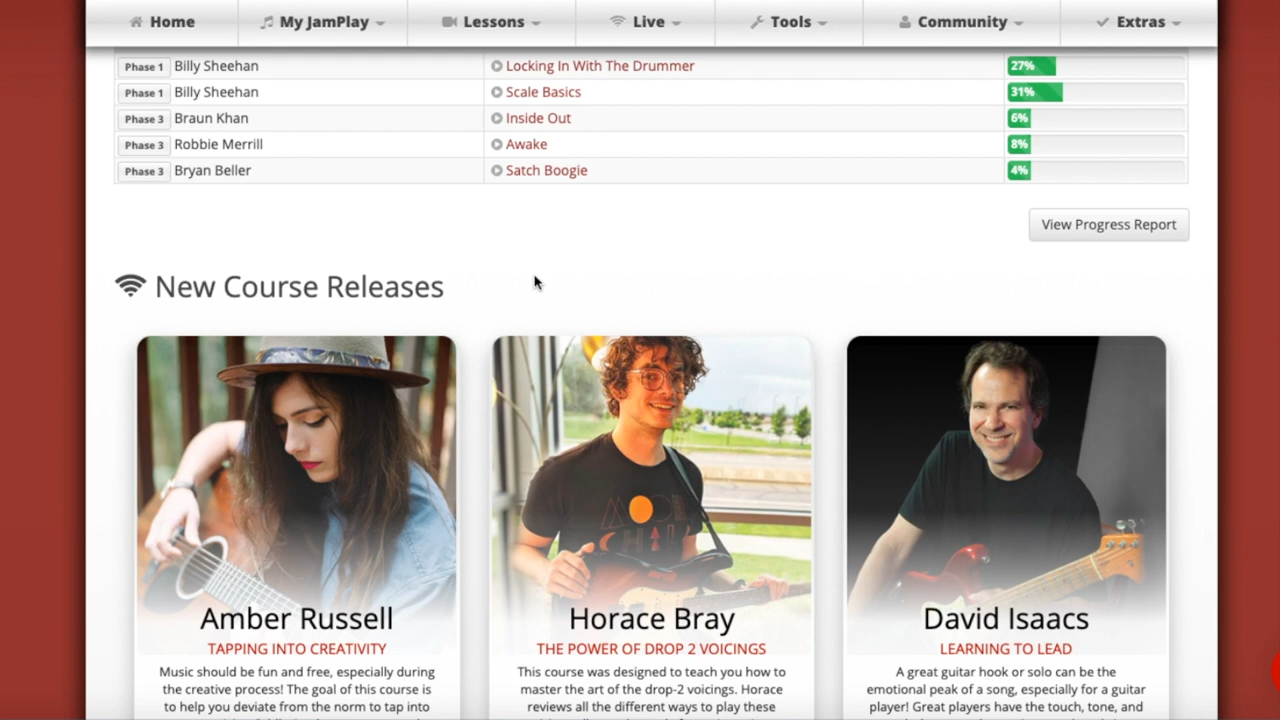 Home My JamPlay Lessons Live Tools Community Extras
Phase 1 Billy Sheehan Locking In With The Drummer 27%
Phase 1 Billy Sheehan Scale Basics 31%
Phase 3 Braun Khan Inside Out 6%
Phase 3 Robbie Merrill Awake 8%
Phase 3 Bryan Beller Satch Boogie 4%
View Progress Report
New Course Releases
Amber Russell
TAPPING INTO CREATIVITY
Music should be fun and free, especially during
the creative process! The goal of this course is
to help you deviate from the norm to tap into
Horace Bray
THE POWER OF DROP 2 VOICINGS
This course was designed to teach you how to
master the art of the drop-2 voicings. Horace
reviews all the different ways to play these
David Isaacs
LEARNING TO LEAD
A great guitar hook or solo can be the
emotional peak of a song, especially for a guitar
player! Great players have the touch, tone, and